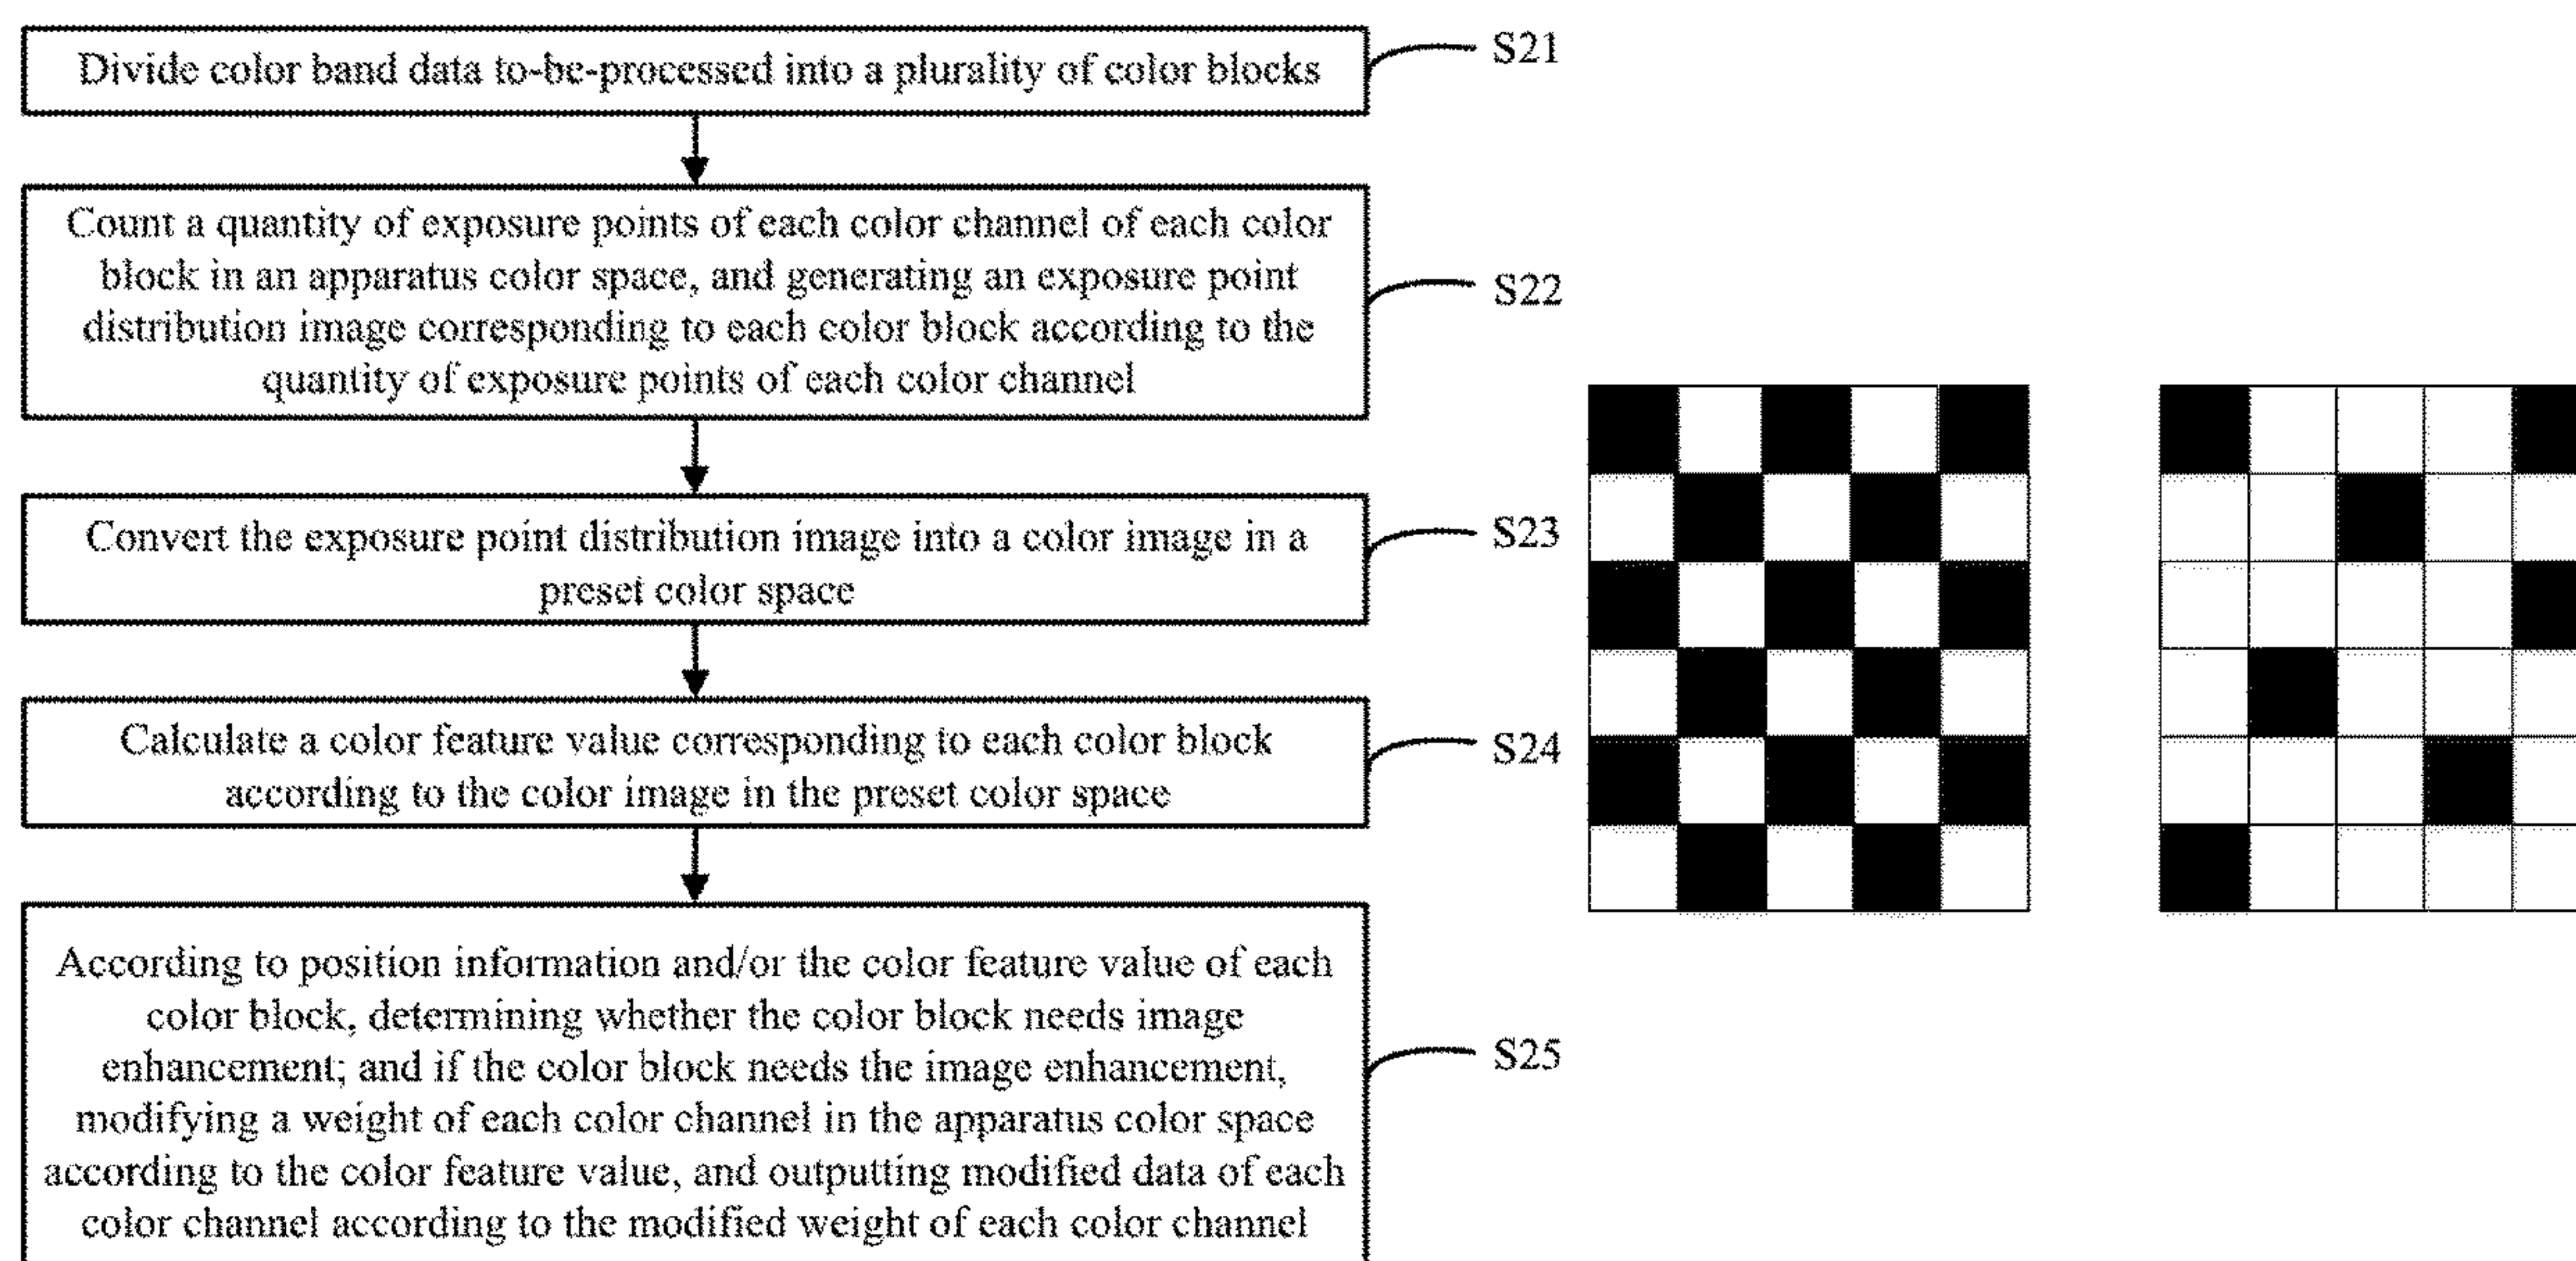 Divide color band data to-be-processed into a plurality of color blocks
S21
Count a quantity of exposure points of each color channel of each color
block in an apparatus color space, and generating an exposure point
distribution image corresponding to each color block according to the
quantity of exposure points of each color channel
S22
Convert the exposure point distribution image into a color image in a
preset color space
S23
Calculate a color feature value corresponding to each color block
according to the color image in the preset color space
S24
According to position information and/or the color feature value of each
color block, determining whether the color block needs image
enhancement; and if the color block needs the image enhancement,
modifying a weight of each color channel in the apparatus color space
according to the color feature value, and outputting modified data of each
color channel according to the modified weight of each color channel
S25